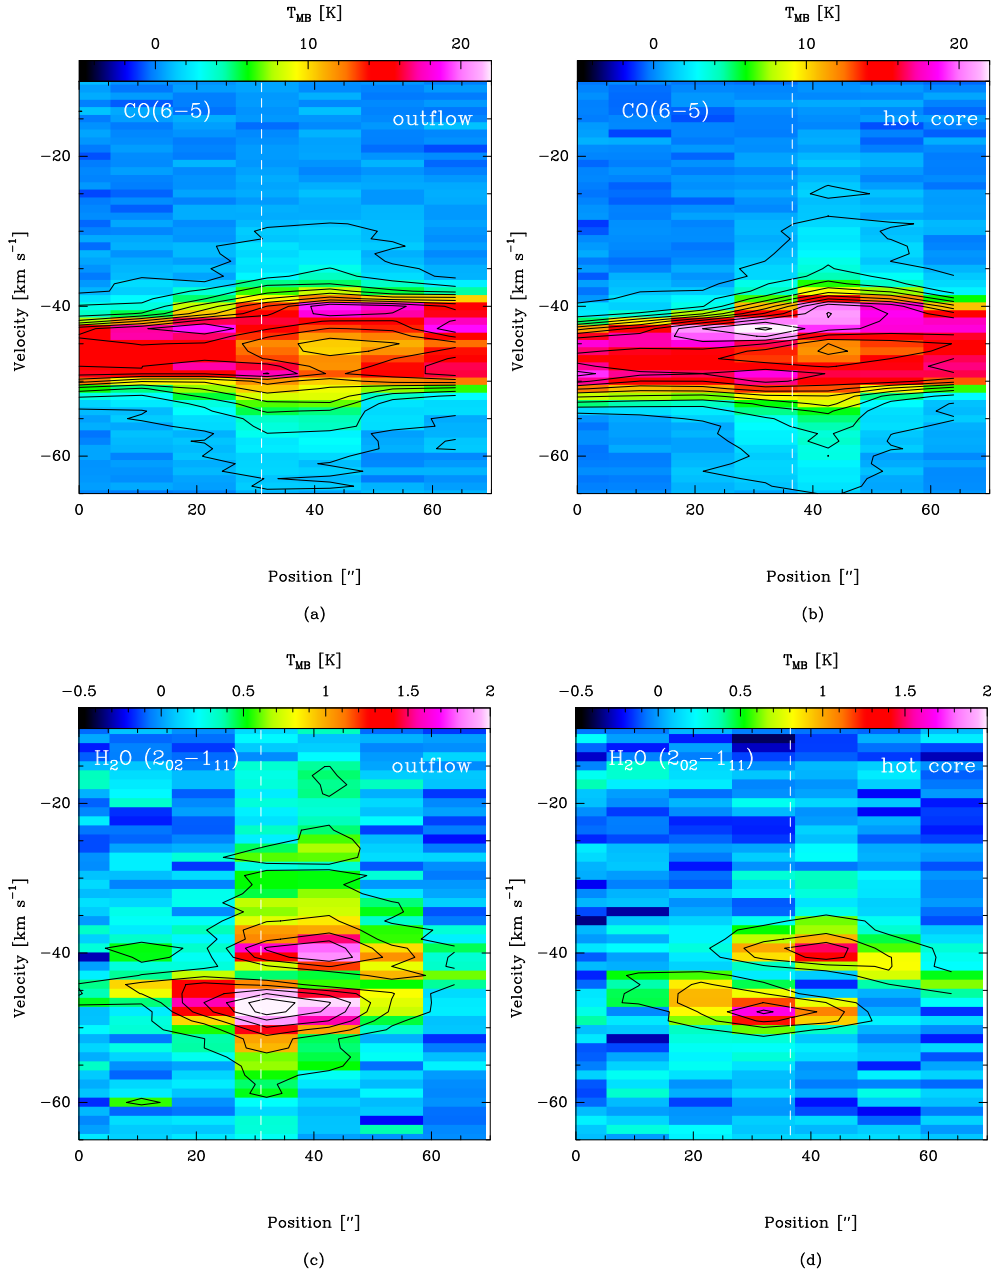 T_MB [K]
0 10 20
CO(6−5) outflow
−20
−40
−60
Velocity [km s⁻¹]
0 20 40 60
Position [″]
(a)
T_MB [K]
0 10 20
CO(6−5) hot core
−20
−40
−60
Velocity [km s⁻¹]
0 20 40 60
Position [″]
(b)
T_MB [K]
−0.5 0 0.5 1 1.5 2
H₂O (2₀₂−1₁₁) outflow
−20
−40
−60
Velocity [km s⁻¹]
0 20 40 60
Position [″]
(c)
T_MB [K]
−0.5 0 0.5 1 1.5 2
H₂O (2₀₂−1₁₁) hot core
−20
−40
−60
Velocity [km s⁻¹]
0 20 40 60
Position [″]
(d)